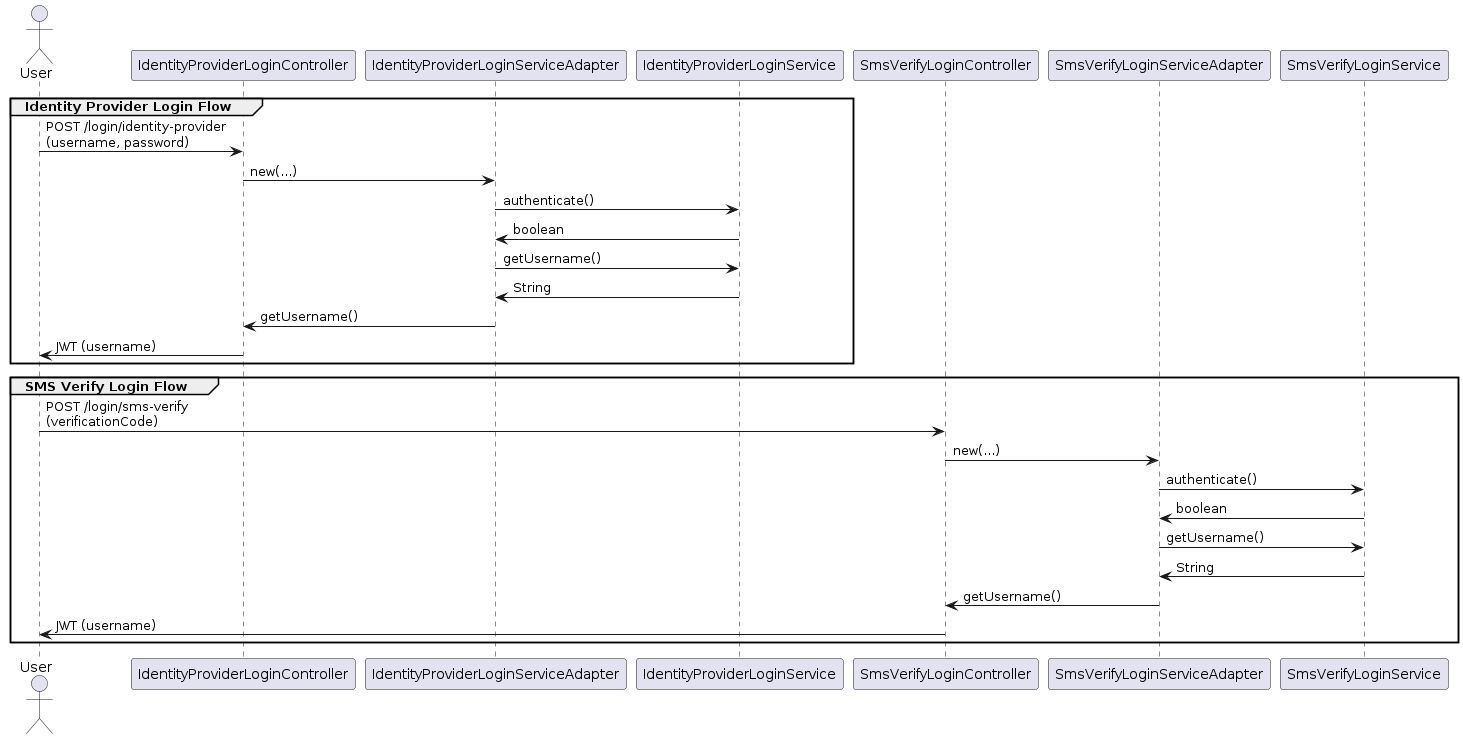 User
IdentityProviderLoginController
IdentityProviderLoginServiceAdapter
IdentityProviderLoginService
SmsVerifyLoginController
SmsVerifyLoginServiceAdapter
SmsVerifyLoginService
Identity Provider Login Flow
POST /login/identity-provider
(username, password)
new(...)
authenticate()
boolean
getUsername()
String
getUsername()
JWT (username)
SMS Verify Login Flow
POST /login/sms-verify
(verificationCode)
new(...)
authenticate()
boolean
getUsername()
String
getUsername()
JWT (username)
User
IdentityProviderLoginController
IdentityProviderLoginServiceAdapter
IdentityProviderLoginService
SmsVerifyLoginController
SmsVerifyLoginServiceAdapter
SmsVerifyLoginService